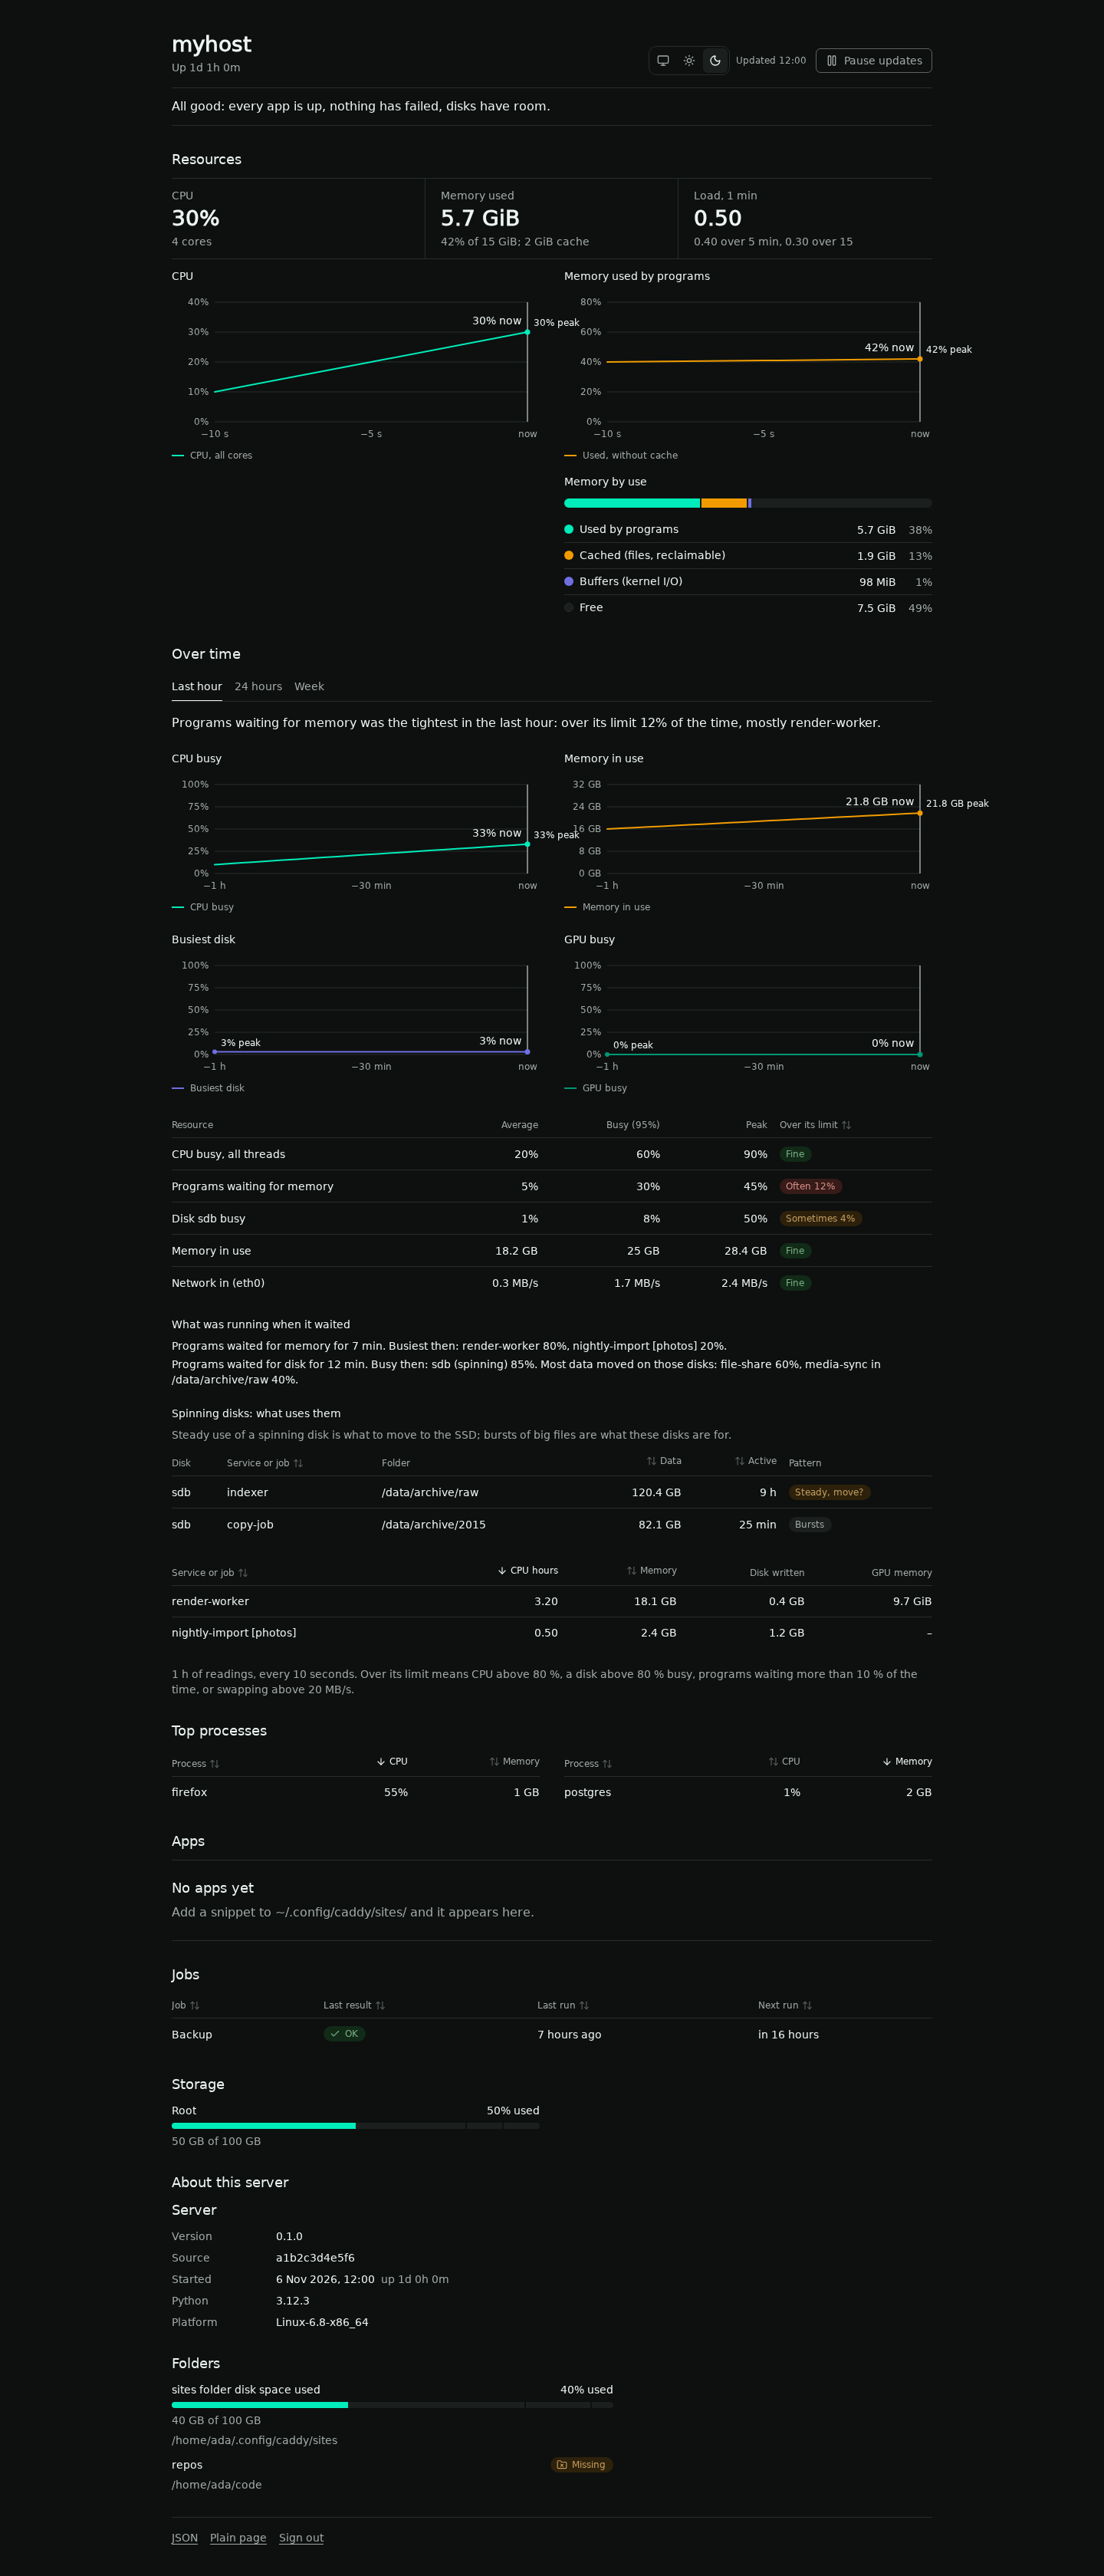 myhost
Up 1d 1h 0m
Updated 12:00
Pause updates
All good: every app is up, nothing has failed, disks have room.
Resources
CPU
30%
4 cores
Memory used
5.7 GiB
42% of 15 GiB; 2 GiB cache
Load, 1 min
0.50
0.40 over 5 min, 0.30 over 15
CPU
40%
30%
20%
10%
0%
30% now
30% peak
−10 s
−5 s
now
CPU, all cores
Memory used by programs
80%
60%
40%
20%
0%
42% now
42% peak
−10 s
−5 s
now
Used, without cache
Memory by use
Used by programs 5.7 GiB 38%
Cached (files, reclaimable) 1.9 GiB 13%
Buffers (kernel I/O) 98 MiB 1%
Free 7.5 GiB 49%
Over time
Last hour 24 hours Week
Programs waiting for memory was the tightest in the last hour: over its limit 12% of the time, mostly render-worker.
CPU busy
100%
75%
50%
25%
0%
33% now
33% peak
−1 h
−30 min
now
CPU busy
Memory in use
32 GB
24 GB
16 GB
8 GB
0 GB
21.8 GB now
21.8 GB peak
−1 h
−30 min
now
Memory in use
Busiest disk
100%
75%
50%
25%
0%
3% peak
3% now
−1 h
−30 min
now
Busiest disk
GPU busy
100%
75%
50%
25%
0%
0% peak
0% now
−1 h
−30 min
now
GPU busy
Resource Average Busy (95%) Peak Over its limit
CPU busy, all threads 20% 60% 90% Fine
Programs waiting for memory 5% 30% 45% Often 12%
Disk sdb busy 1% 8% 50% Sometimes 4%
Memory in use 18.2 GB 25 GB 28.4 GB Fine
Network in (eth0) 0.3 MB/s 1.7 MB/s 2.4 MB/s Fine
What was running when it waited
Programs waited for memory for 7 min. Busiest then: render-worker 80%, nightly-import [photos] 20%.
Programs waited for disk for 12 min. Busy then: sdb (spinning) 85%. Most data moved on those disks: file-share 60%, media-sync in
/data/archive/raw 40%.
Spinning disks: what uses them
Steady use of a spinning disk is what to move to the SSD; bursts of big files are what these disks are for.
Disk Service or job Folder Data Active Pattern
sdb indexer /data/archive/raw 120.4 GB 9 h Steady, move?
sdb copy-job /data/archive/2015 82.1 GB 25 min Bursts
Service or job CPU hours Memory Disk written GPU memory
render-worker 3.20 18.1 GB 0.4 GB 9.7 GiB
nightly-import [photos] 0.50 2.4 GB 1.2 GB –
1 h of readings, every 10 seconds. Over its limit means CPU above 80 %, a disk above 80 % busy, programs waiting more than 10 % of the
time, or swapping above 20 MB/s.
Top processes
Process CPU Memory
firefox 55% 1 GB
Process CPU Memory
postgres 1% 2 GB
Apps
No apps yet
Add a snippet to ~/.config/caddy/sites/ and it appears here.
Jobs
Job Last result Last run Next run
Backup OK 7 hours ago in 16 hours
Storage
Root 50% used
50 GB of 100 GB
About this server
Server
Version 0.1.0
Source a1b2c3d4e5f6
Started 6 Nov 2026, 12:00 up 1d 0h 0m
Python 3.12.3
Platform Linux-6.8-x86_64
Folders
sites folder disk space used 40% used
40 GB of 100 GB
/home/ada/.config/caddy/sites
repos Missing
/home/ada/code
JSON Plain page Sign out